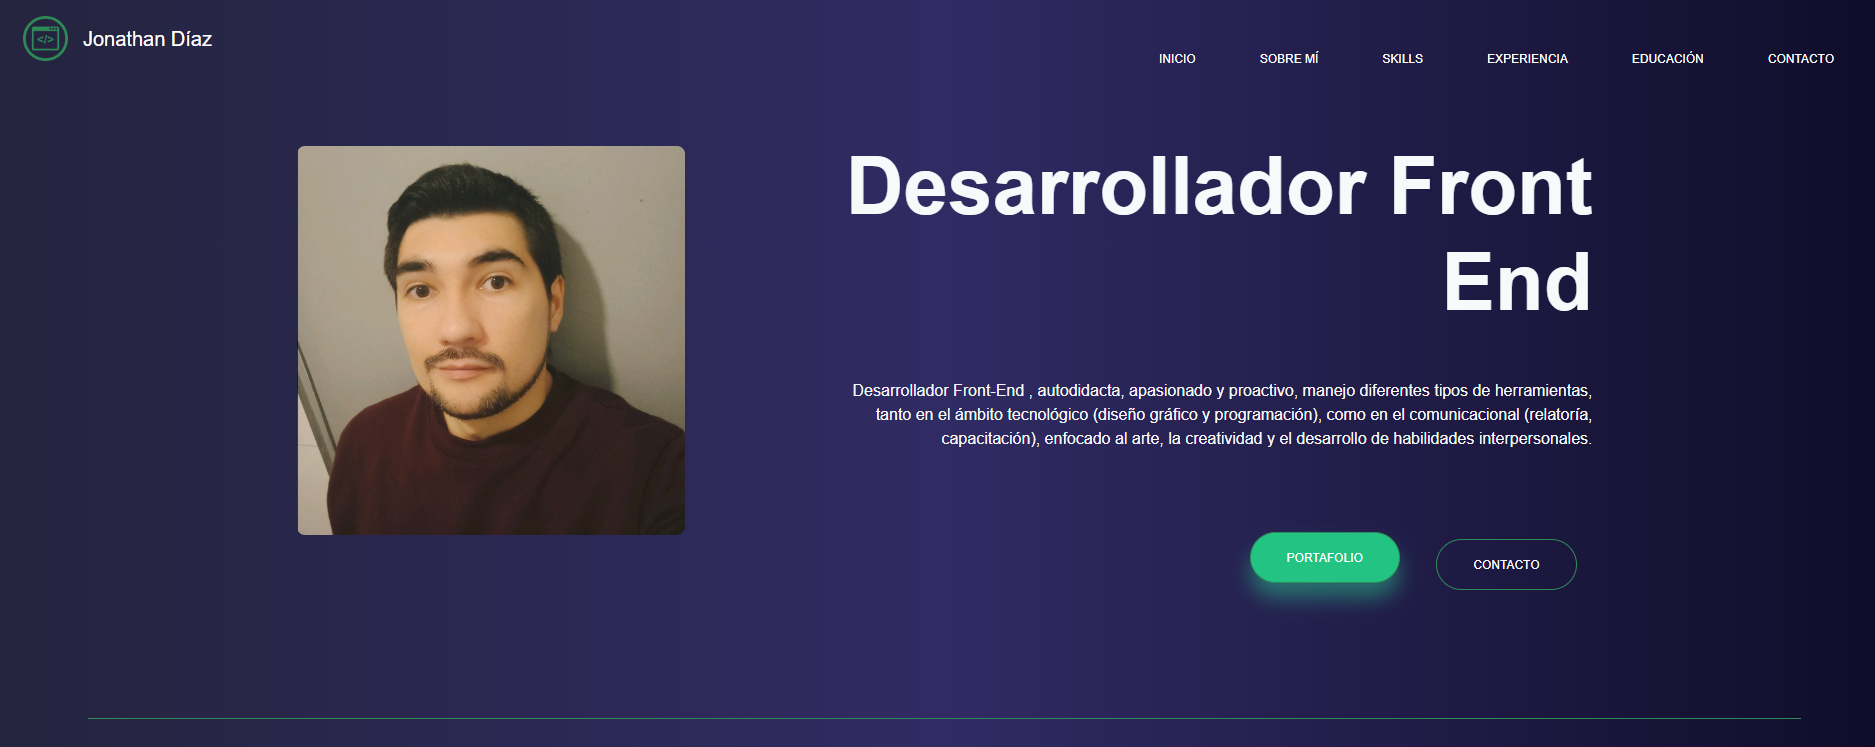 </>
Jonathan Díaz
INICIO SOBRE MÍ SKILLS EXPERIENCIA EDUCACIÓN CONTACTO
Desarrollador Front
End
Desarrollador Front-End , autodidacta, apasionado y proactivo, manejo diferentes tipos de herramientas,
tanto en el ámbito tecnológico (diseño gráfico y programación), como en el comunicacional (relatoría,
capacitación), enfocado al arte, la creatividad y el desarrollo de habilidades interpersonales.
PORTAFOLIO
CONTACTO